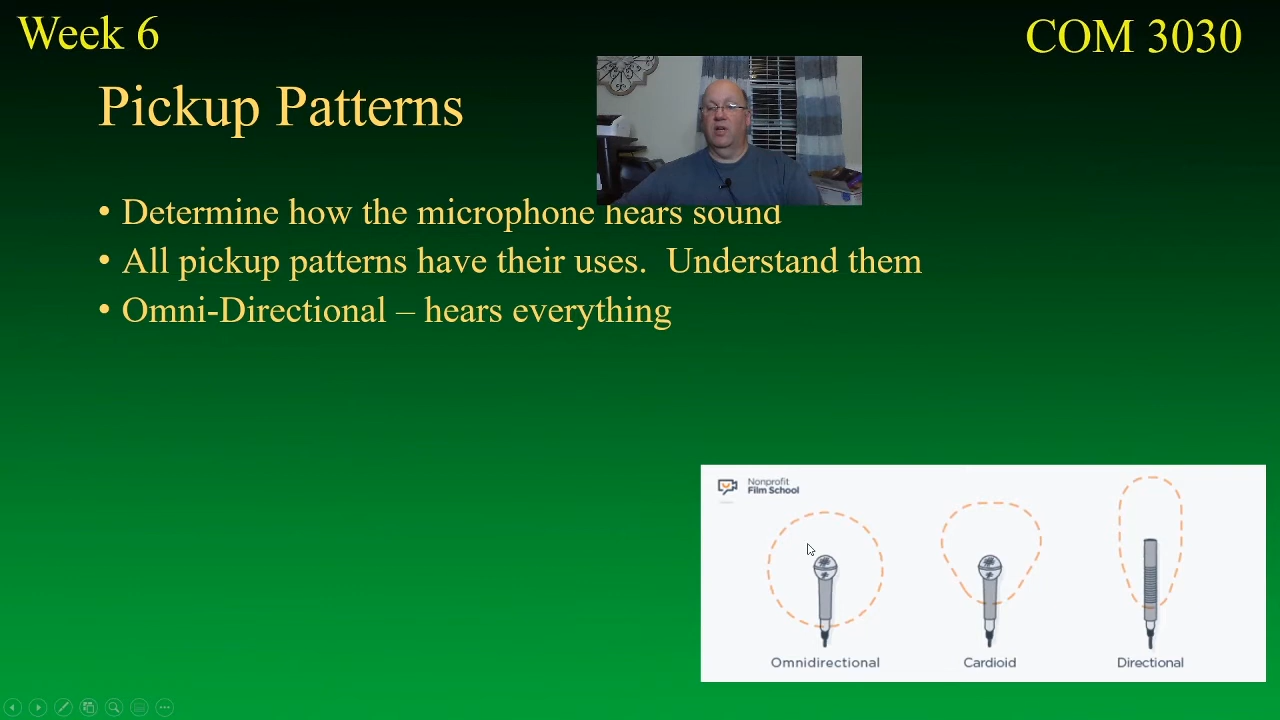 Week 6
COM 3030
Pickup Patterns
• Determine how the microphone hears sound
• All pickup patterns have their uses.  Understand them
• Omni-Directional – hears everything
Nonprofit
Film School
Omnidirectional
Cardioid
Directional